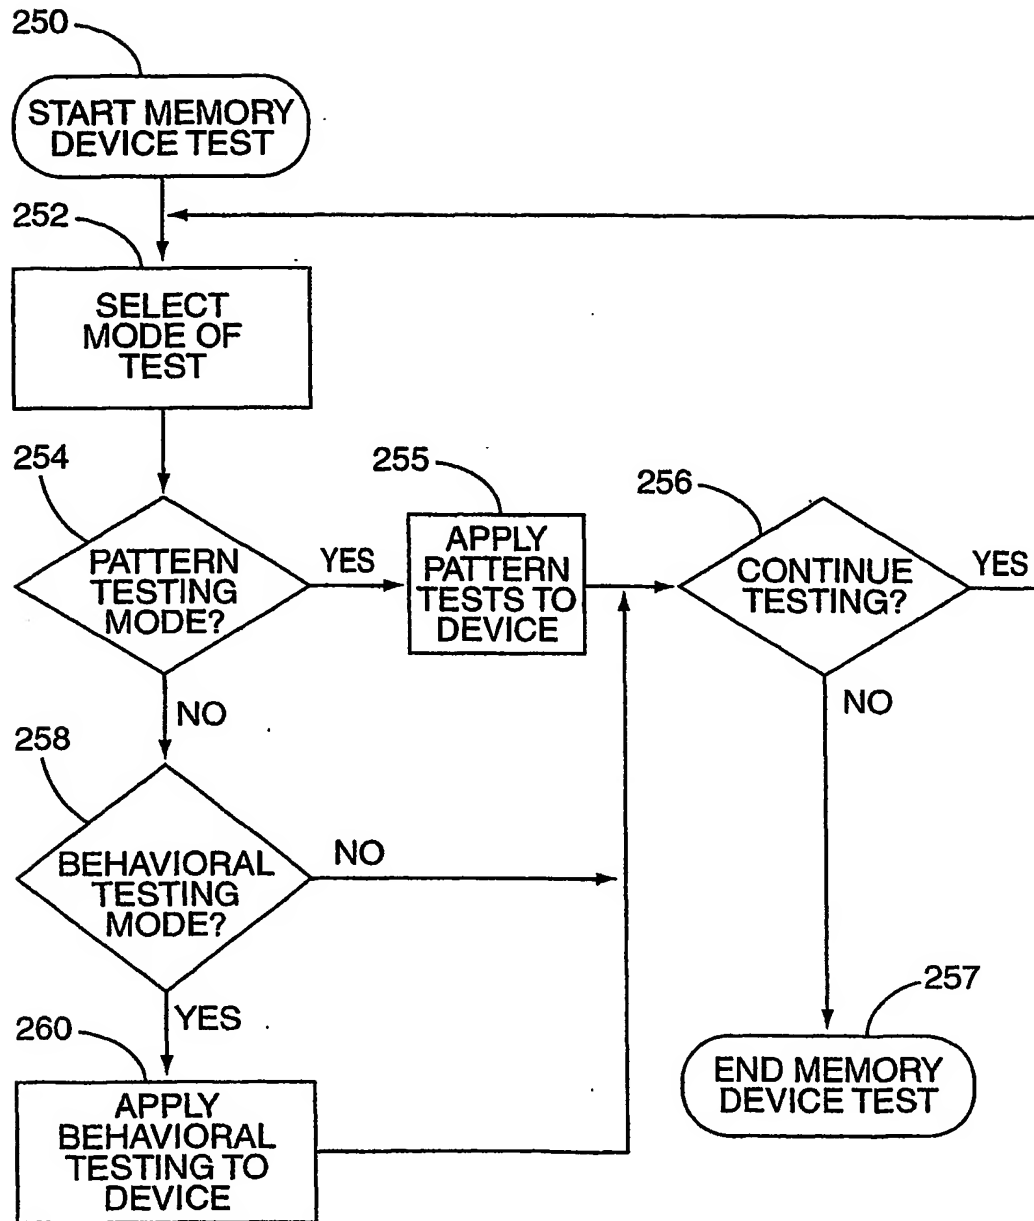 250
START MEMORY
DEVICE TEST
252
SELECT
MODE OF
TEST
254
PATTERN
TESTING
MODE?
YES
255
APPLY
PATTERN
TESTS TO
DEVICE
256
CONTINUE
TESTING?
YES
NO
NO
258
BEHAVIORAL
TESTING
MODE?
NO
YES
257
END MEMORY
DEVICE TEST
260
APPLY
BEHAVIORAL
TESTING TO
DEVICE